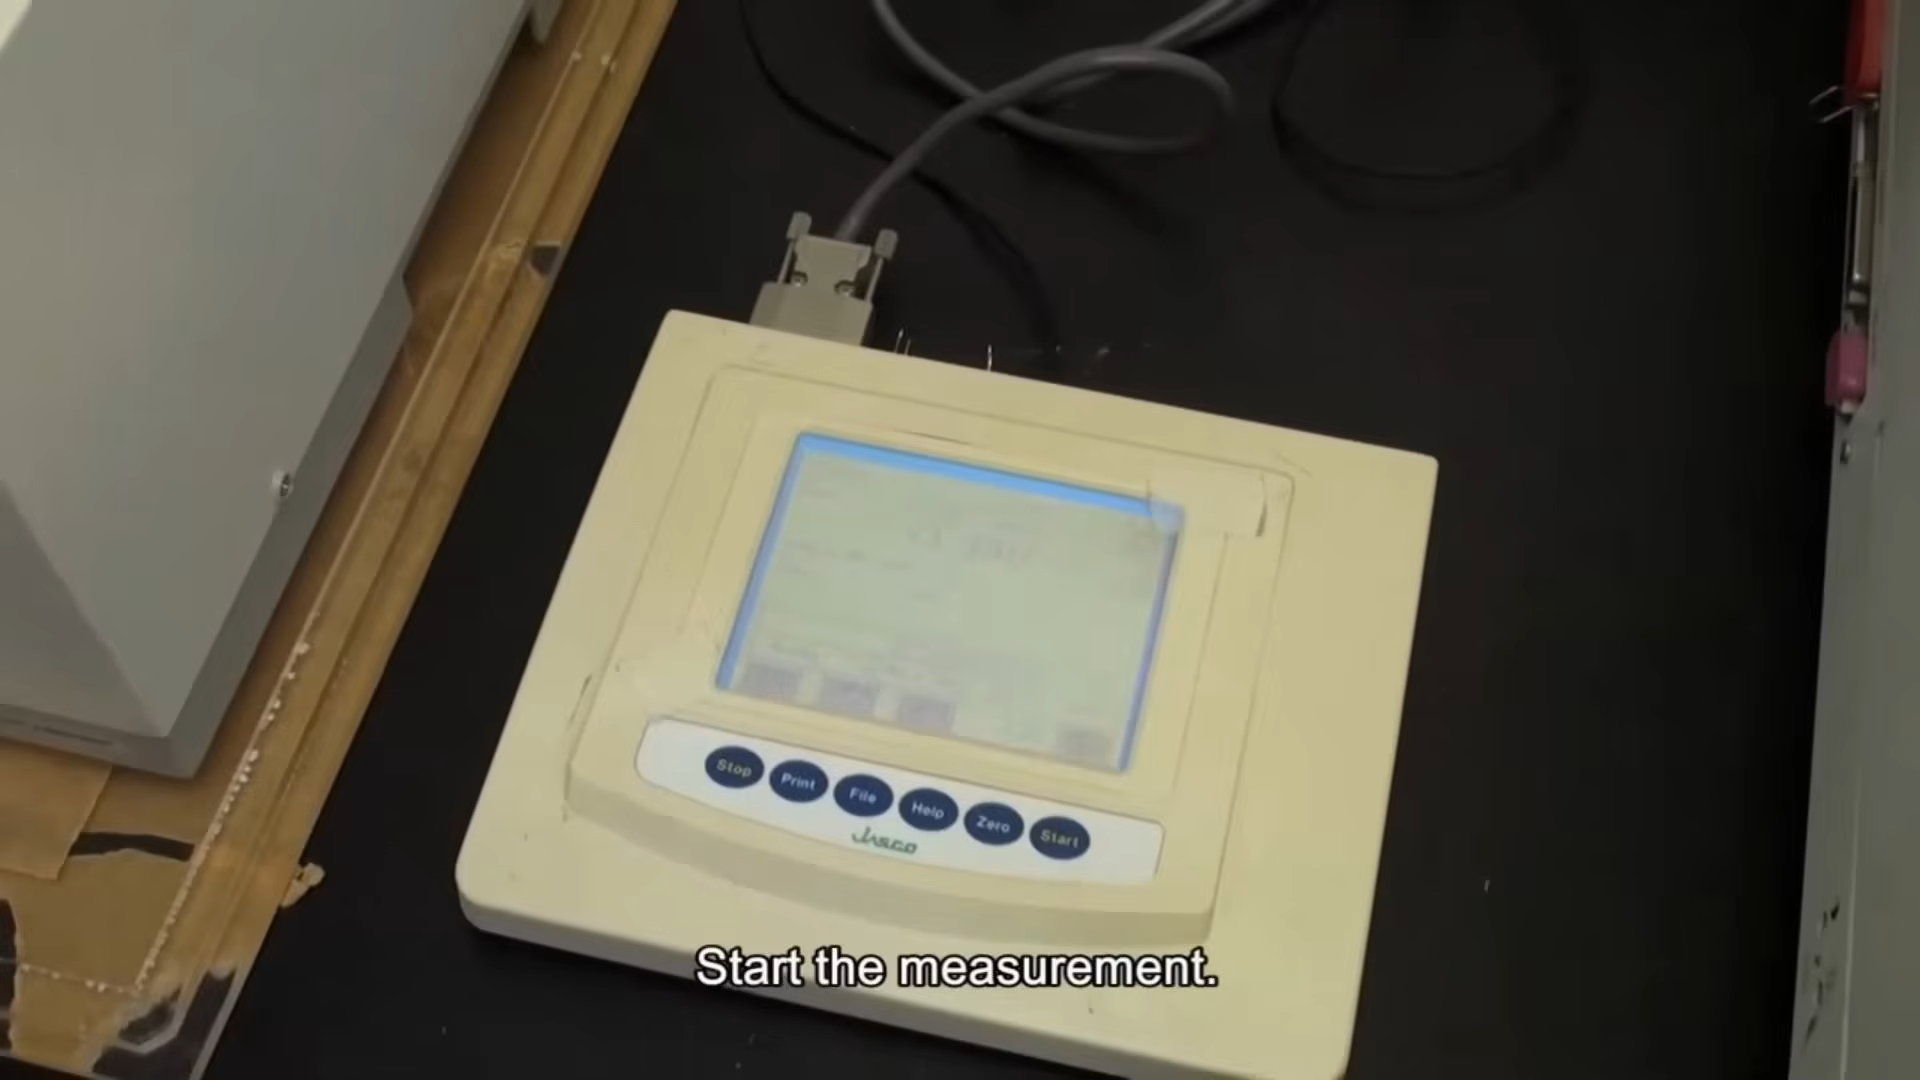 Stop Print File Help Zero Start
Jasco
Start the measurement.